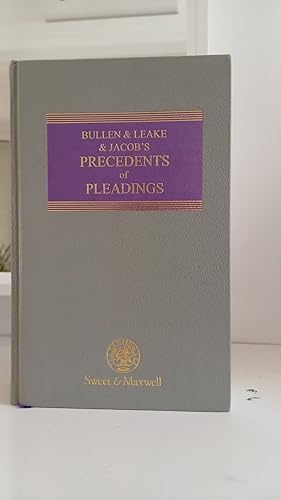 BULLEN & LEAKE
& JACOB'S
PRECEDENTS
of
PLEADINGS
Sweet & Maxwell